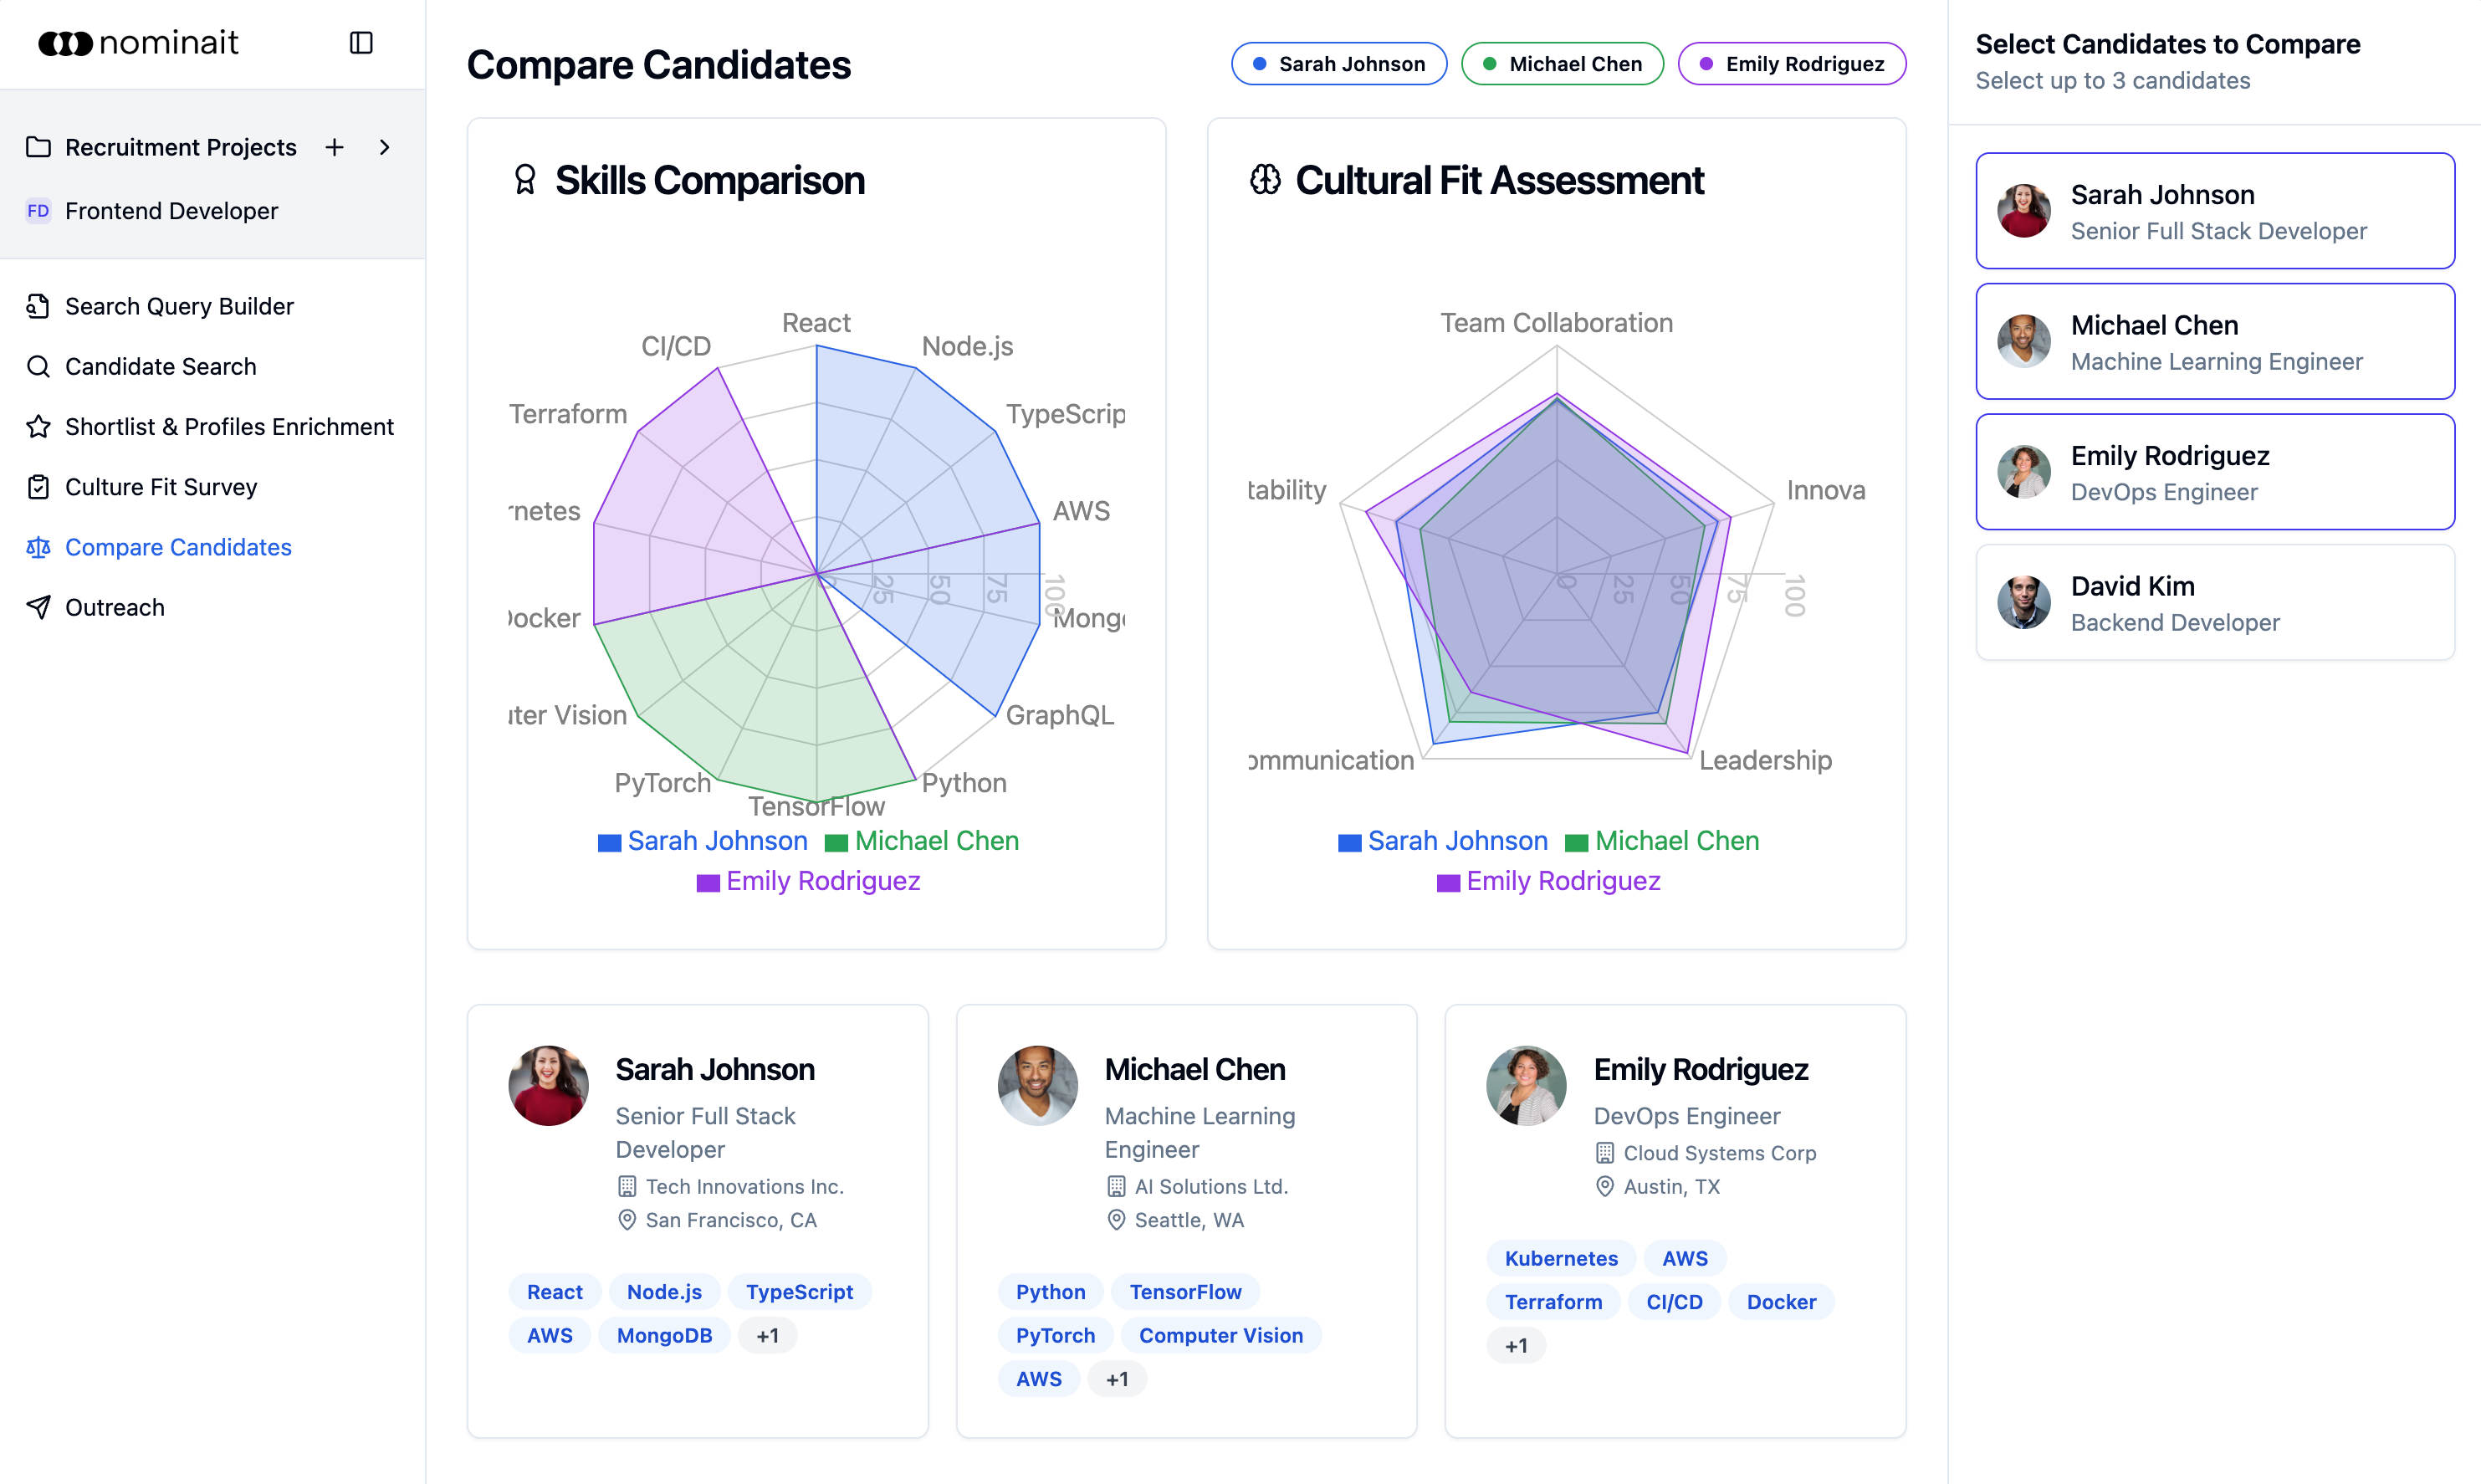 nominait
Recruitment Projects
FD Frontend Developer
Search Query Builder
Candidate Search
Shortlist & Profiles Enrichment
Culture Fit Survey
Compare Candidates
Outreach
Compare Candidates
Sarah Johnson
Michael Chen
Emily Rodriguez
Skills Comparison
React
Node.js
TypeScrip
AWS
Mong
GraphQL
Python
TensorFlow
PyTorch
uter Vision
Docker
rnetes
Terraform
CI/CD
0 25 50 75 100
Sarah Johnson Michael Chen
Emily Rodriguez
Cultural Fit Assessment
Team Collaboration
Innova
Leadership
ommunication
tability
0 25 50 75 100
Sarah Johnson Michael Chen
Emily Rodriguez
Sarah Johnson
Senior Full Stack
Developer
Tech Innovations Inc.
San Francisco, CA
React Node.js TypeScript
AWS MongoDB +1
Michael Chen
Machine Learning
Engineer
AI Solutions Ltd.
Seattle, WA
Python TensorFlow
PyTorch Computer Vision
AWS +1
Emily Rodriguez
DevOps Engineer
Cloud Systems Corp
Austin, TX
Kubernetes AWS
Terraform CI/CD Docker
+1
Select Candidates to Compare
Select up to 3 candidates
Sarah Johnson
Senior Full Stack Developer
Michael Chen
Machine Learning Engineer
Emily Rodriguez
DevOps Engineer
David Kim
Backend Developer